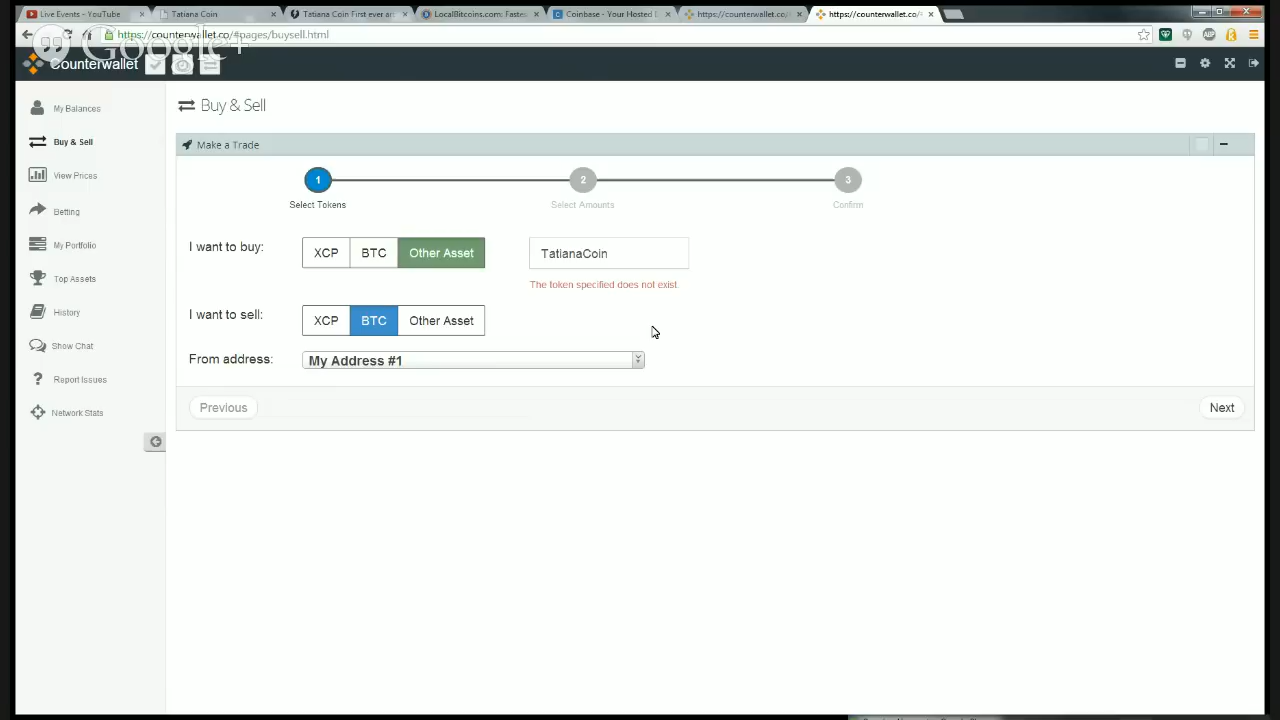 Live Events - YouTube
Tatiana Coin
Tatiana Coin First ever ar
LocalBitcoins.com: Fastes
Coinbase - Your Hosted
https://counterwallet.co/
https://counterwallet.co/#
https://counterwallet.co/#pages/buysell.html
Google+
Counterwallet
My Balances
Buy & Sell
View Prices
Betting
My Portfolio
Top Assets
History
Show Chat
Report Issues
Network Stats
Buy & Sell
Make a Trade
1
2
3
Select Tokens
Select Amounts
Confirm
I want to buy:
XCP
BTC
Other Asset
TatianaCoin
The token specified does not exist.
I want to sell:
XCP
BTC
Other Asset
From address:
My Address #1
Previous
Next